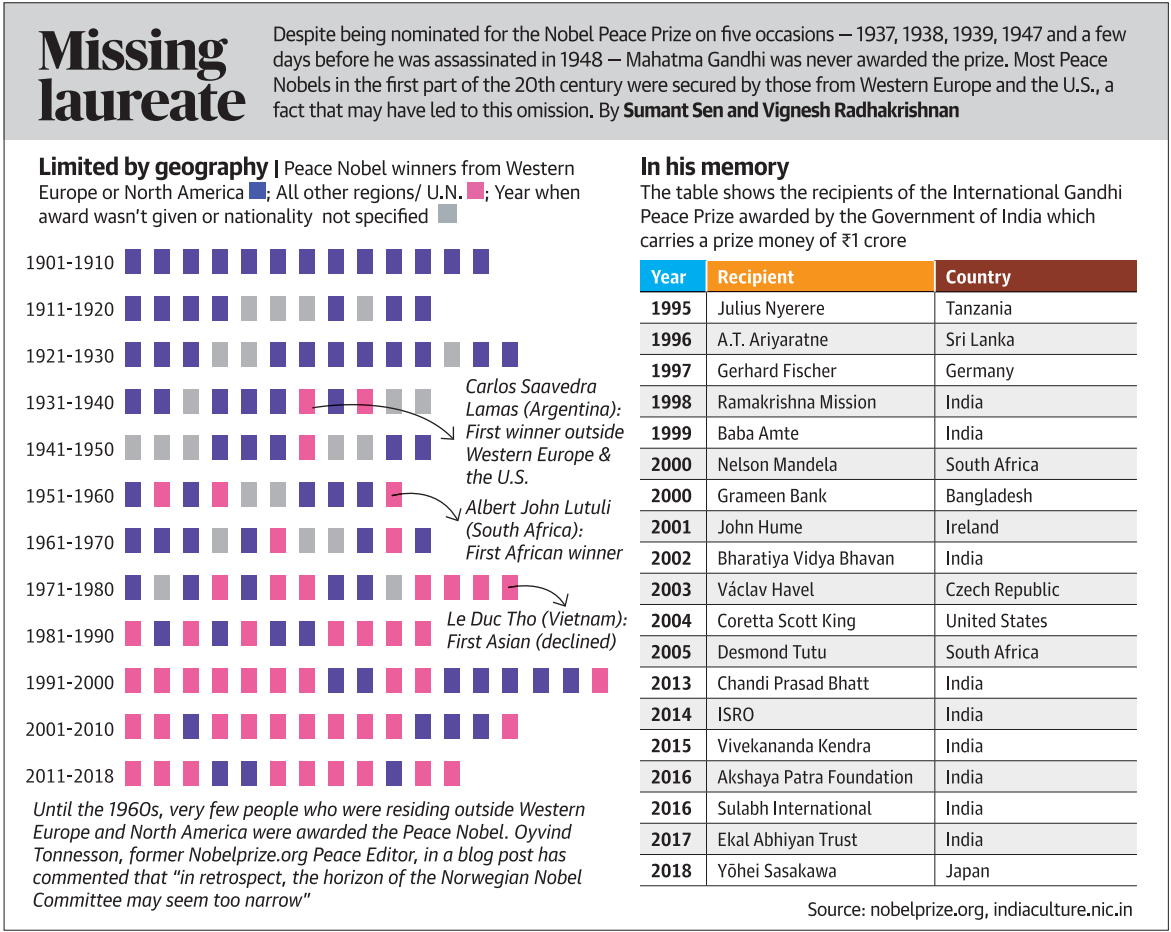 Missing
laureate
Despite being nominated for the Nobel Peace Prize on five occasions — 1937, 1938, 1939, 1947 and a few
days before he was assassinated in 1948 — Mahatma Gandhi was never awarded the prize. Most Peace
Nobels in the first part of the 20th century were secured by those from Western Europe and the U.S., a
fact that may have led to this omission. By Sumant Sen and Vignesh Radhakrishnan
Limited by geography | Peace Nobel winners from Western
Europe or North America ; All other regions/ U.N. ; Year when
award wasn't given or nationality not specified
1901-1910
1911-1920
1921-1930
1931-1940
1941-1950
1951-1960
1961-1970
1971-1980
1981-1990
1991-2000
2001-2010
2011-2018
Carlos Saavedra
Lamas (Argentina):
First winner outside
Western Europe &
the U.S.
Albert John Lutuli
(South Africa):
First African winner
Le Duc Tho (Vietnam):
First Asian (declined)
Until the 1960s, very few people who were residing outside Western
Europe and North America were awarded the Peace Nobel. Oyvind
Tonnesson, former Nobelprize.org Peace Editor, in a blog post has
commented that "in retrospect, the horizon of the Norwegian Nobel
Committee may seem too narrow"
In his memory
The table shows the recipients of the International Gandhi
Peace Prize awarded by the Government of India which
carries a prize money of ₹1 crore
Year Recipient Country
1995 Julius Nyerere Tanzania
1996 A.T. Ariyaratne Sri Lanka
1997 Gerhard Fischer Germany
1998 Ramakrishna Mission India
1999 Baba Amte India
2000 Nelson Mandela South Africa
2000 Grameen Bank Bangladesh
2001 John Hume Ireland
2002 Bharatiya Vidya Bhavan India
2003 Václav Havel Czech Republic
2004 Coretta Scott King United States
2005 Desmond Tutu South Africa
2013 Chandi Prasad Bhatt India
2014 ISRO India
2015 Vivekananda Kendra India
2016 Akshaya Patra Foundation India
2016 Sulabh International India
2017 Ekal Abhiyan Trust India
2018 Yōhei Sasakawa Japan
Source: nobelprize.org, indiaculture.nic.in